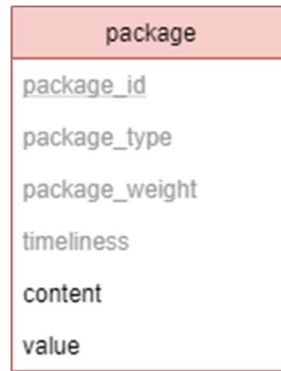 package
package_id
package_type
package_weight
timeliness
content
value